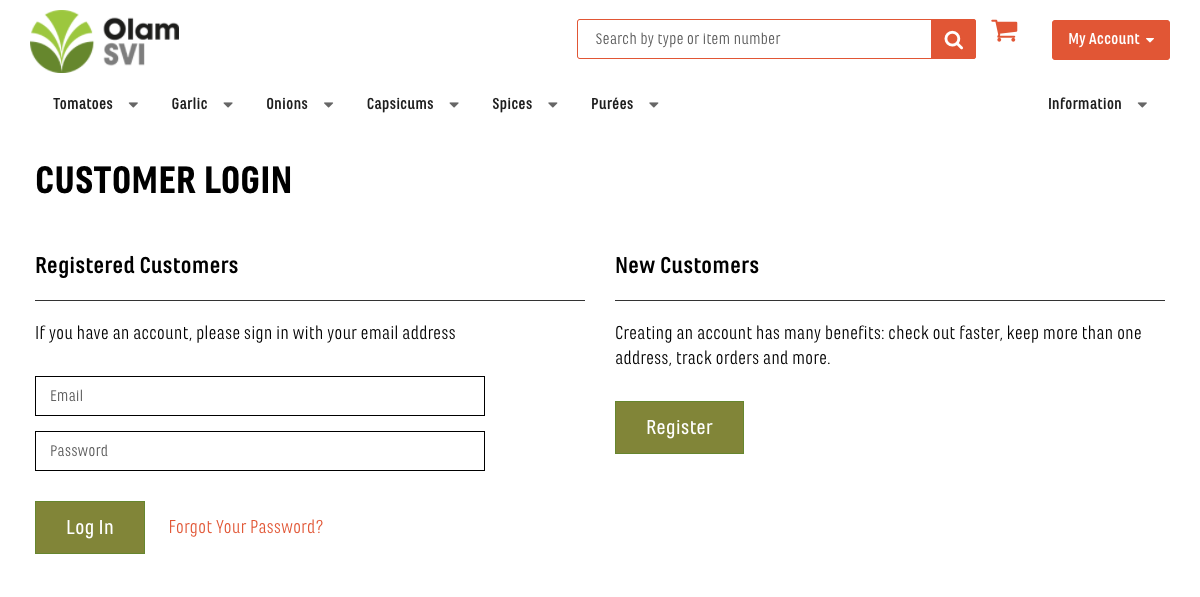 Olam
SVI
Search by type or item number
My Account
Tomatoes
Garlic
Onions
Capsicums
Spices
Purées
Information
CUSTOMER LOGIN
Registered Customers
If you have an account, please sign in with your email address
Email
Password
Log In
Forgot Your Password?
New Customers
Creating an account has many benefits: check out faster, keep more than one
address, track orders and more.
Register